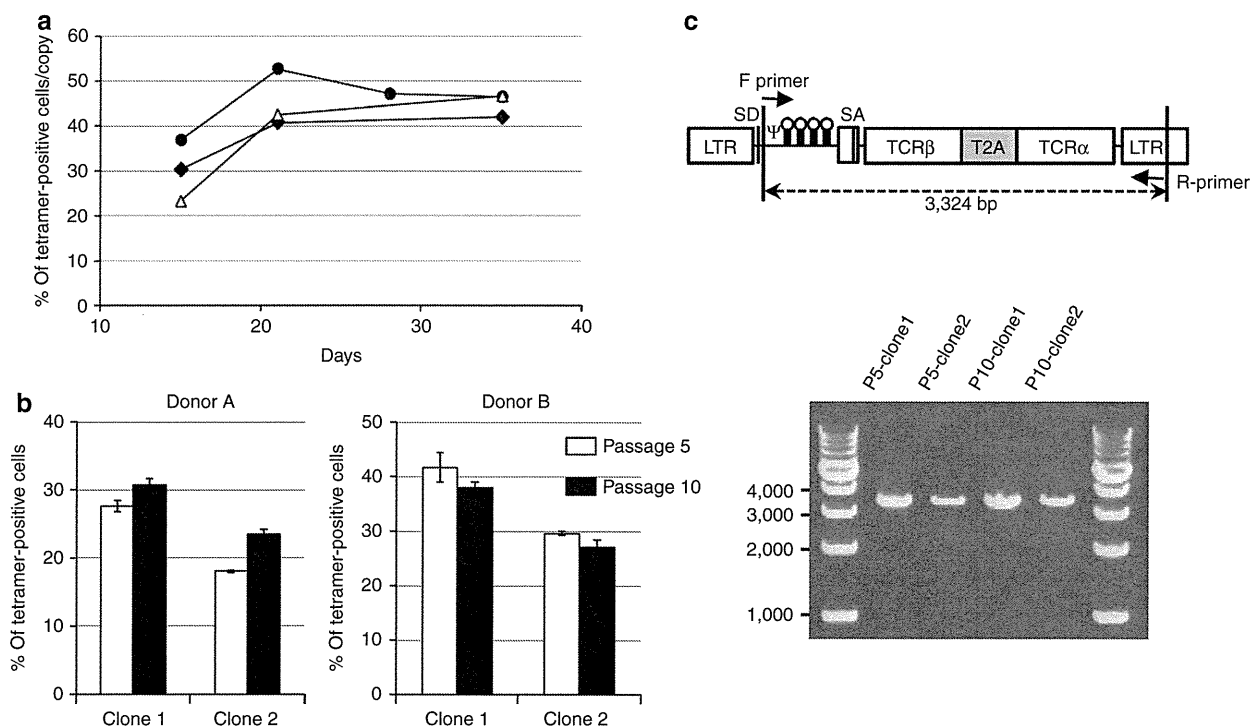 a
% Of tetramer-positive cells/copy
60
50
40
30
20
10
0
10
20
30
40
Days
b
Donor A
% Of tetramer-positive cells
40
30
20
10
0
Clone 1
Clone 2
Donor B
% Of tetramer-positive cells
50
40
30
20
10
0
Passage 5
Passage 10
Clone 1
Clone 2
c
F primer
SD
Ψ
SA
LTR
TCRβ
T2A
TCRα
LTR
R-primer
3,324 bp
P5-clone1
P5-clone2
P10-clone1
P10-clone2
4,000
3,000
2,000
1,000